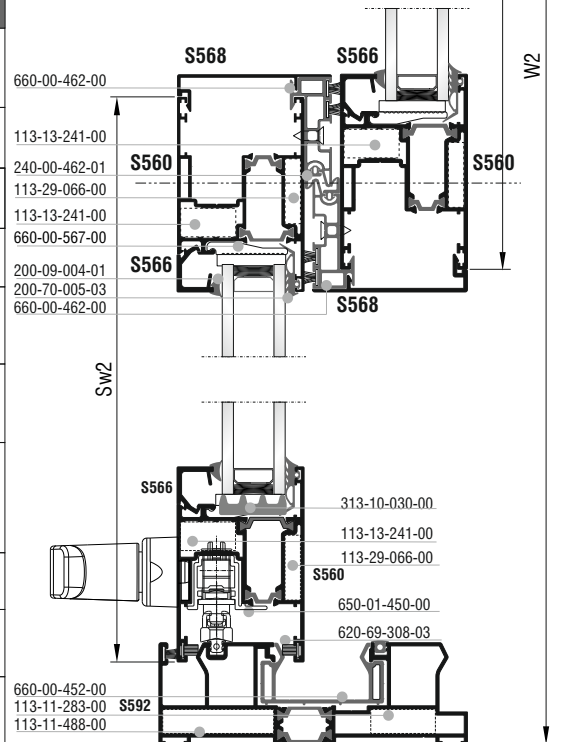 W2
S568 S566
660-00-462-00
113-13-241-00
240-00-462-01
S560 S560
113-29-066-00
113-13-241-00
660-00-567-00
S566
200-09-004-01
200-70-005-03
660-00-462-00
S568
Sw2
S566
313-10-030-00
113-13-241-00
113-29-066-00
S560
650-01-450-00
620-69-308-03
660-00-452-00
113-11-283-00 S592
113-11-488-00